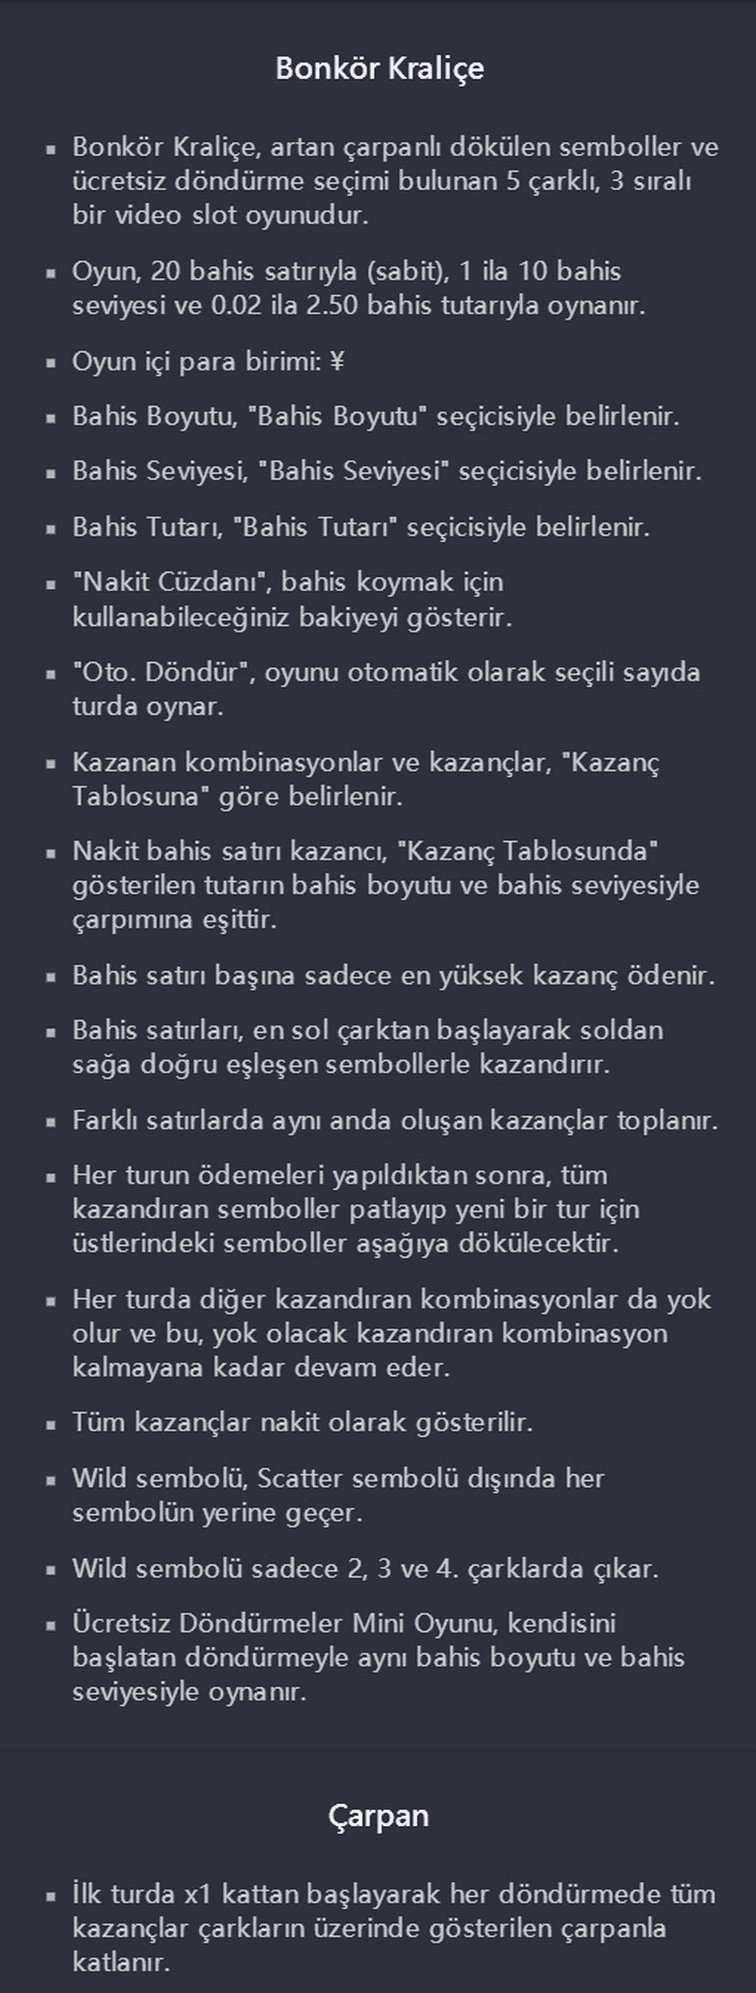 Bonkör Kraliçe
▪ Bonkör Kraliçe, artan çarpanlı dökülen semboller ve
ücretsiz döndürme seçimi bulunan 5 çarklı, 3 sıralı
bir video slot oyunudur.
▪ Oyun, 20 bahis satırıyla (sabit), 1 ila 10 bahis
seviyesi ve 0.02 ila 2.50 bahis tutarıyla oynanır.
▪ Oyun içi para birimi: ¥
▪ Bahis Boyutu, "Bahis Boyutu" seçicisiyle belirlenir.
▪ Bahis Seviyesi, "Bahis Seviyesi" seçicisiyle belirlenir.
▪ Bahis Tutarı, "Bahis Tutarı" seçicisiyle belirlenir.
▪ "Nakit Cüzdanı", bahis koymak için
kullanabileceğiniz bakiyeyi gösterir.
▪ "Oto. Döndür", oyunu otomatik olarak seçili sayıda
turda oynar.
▪ Kazanan kombinasyonlar ve kazançlar, "Kazanç
Tablosuna" göre belirlenir.
▪ Nakit bahis satırı kazancı, "Kazanç Tablosunda"
gösterilen tutarın bahis boyutu ve bahis seviyesiyle
çarpımına eşittir.
▪ Bahis satırı başına sadece en yüksek kazanç ödenir.
▪ Bahis satırları, en sol çarktan başlayarak soldan
sağa doğru eşleşen sembollerle kazandırır.
▪ Farklı satırlarda aynı anda oluşan kazançlar toplanır.
▪ Her turun ödemeleri yapıldıktan sonra, tüm
kazandıran semboller patlayıp yeni bir tur için
üstlerindeki semboller aşağıya dökülecektir.
▪ Her turda diğer kazandıran kombinasyonlar da yok
olur ve bu, yok olacak kazandıran kombinasyon
kalmayana kadar devam eder.
▪ Tüm kazançlar nakit olarak gösterilir.
▪ Wild sembolü, Scatter sembolü dışında her
sembolün yerine geçer.
▪ Wild sembolü sadece 2, 3 ve 4. çarklarda çıkar.
▪ Ücretsiz Döndürmeler Mini Oyunu, kendisini
başlatan döndürmeyle aynı bahis boyutu ve bahis
seviyesiyle oynanır.
Çarpan
▪ İlk turda x1 kattan başlayarak her döndürmede tüm
kazançlar çarkların üzerinde gösterilen çarpanla
katlanır.